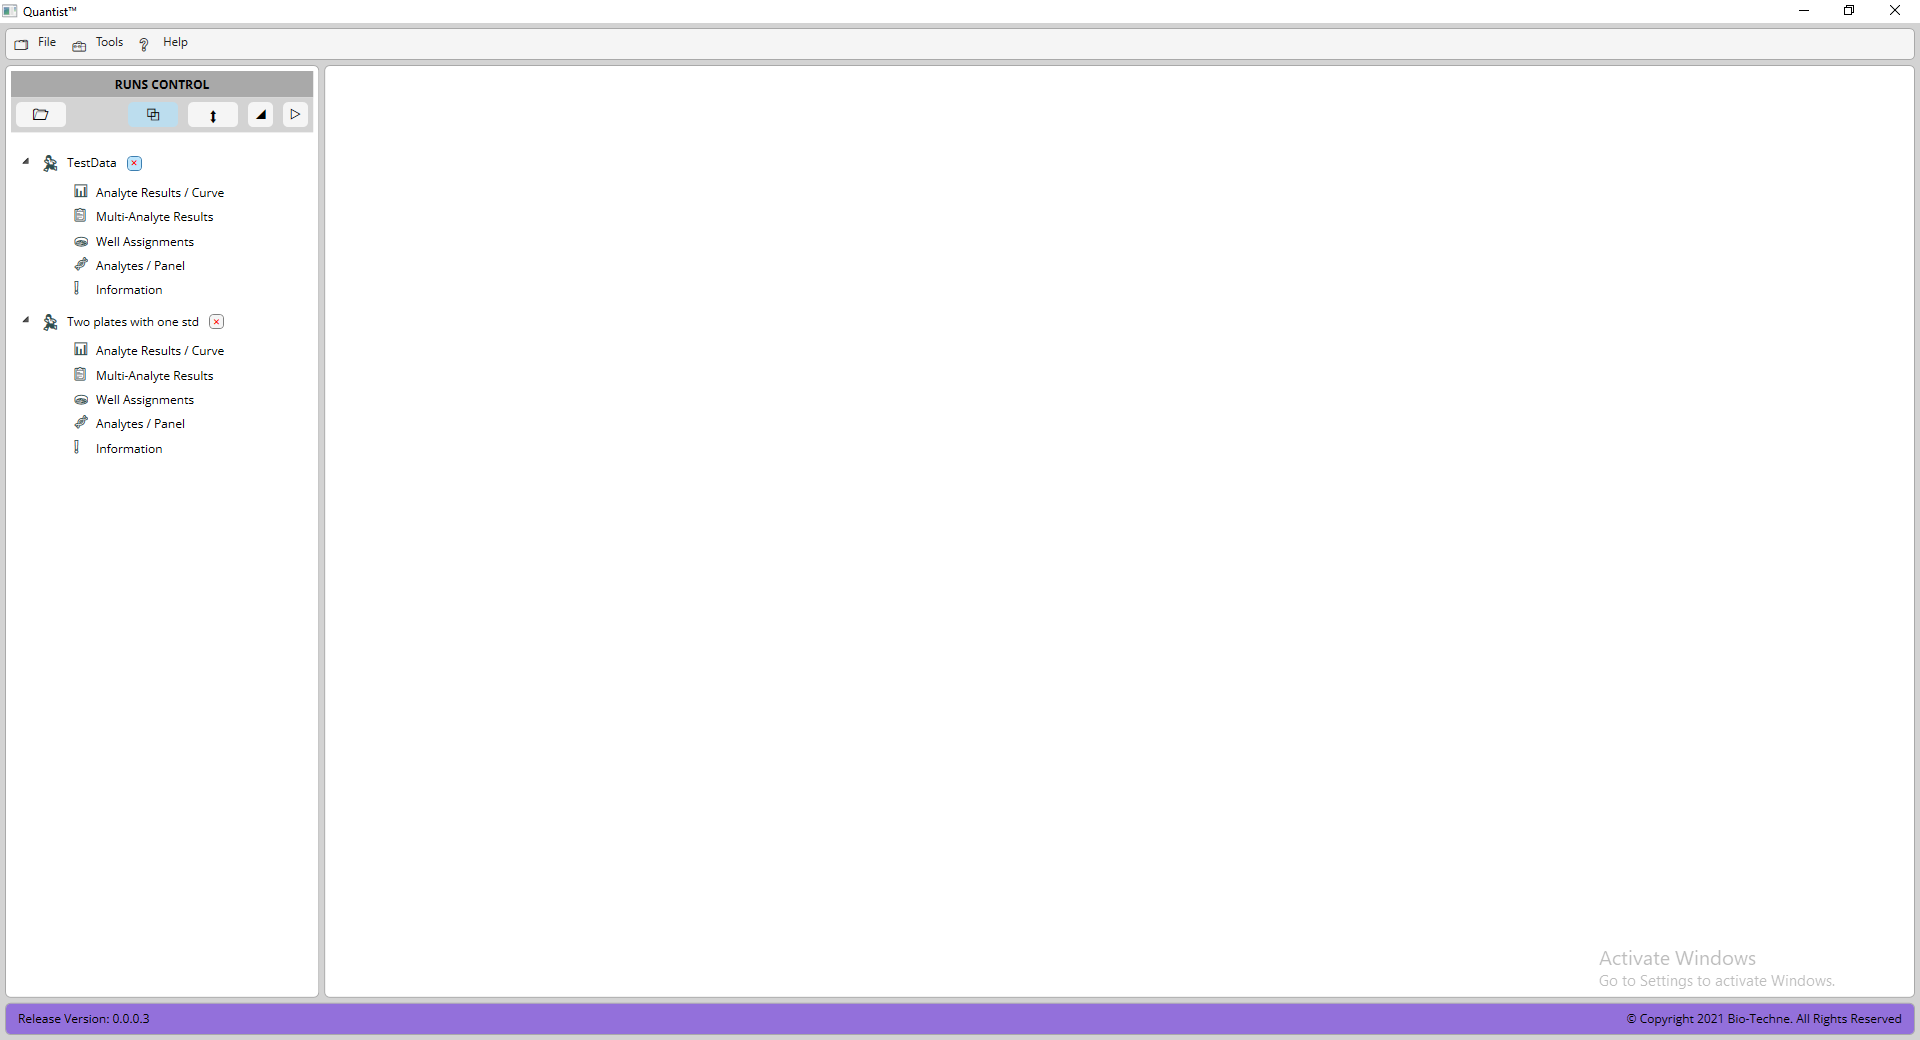 Quantist™
File Tools Help
RUNS CONTROL
TestData
Analyte Results / Curve
Multi-Analyte Results
Well Assignments
Analytes / Panel
Information
Two plates with one std
Analyte Results / Curve
Multi-Analyte Results
Well Assignments
Analytes / Panel
Information
Activate Windows
Go to Settings to activate Windows.
Release Version: 0.0.0.3
© Copyright 2021 Bio-Techne. All Rights Reserved